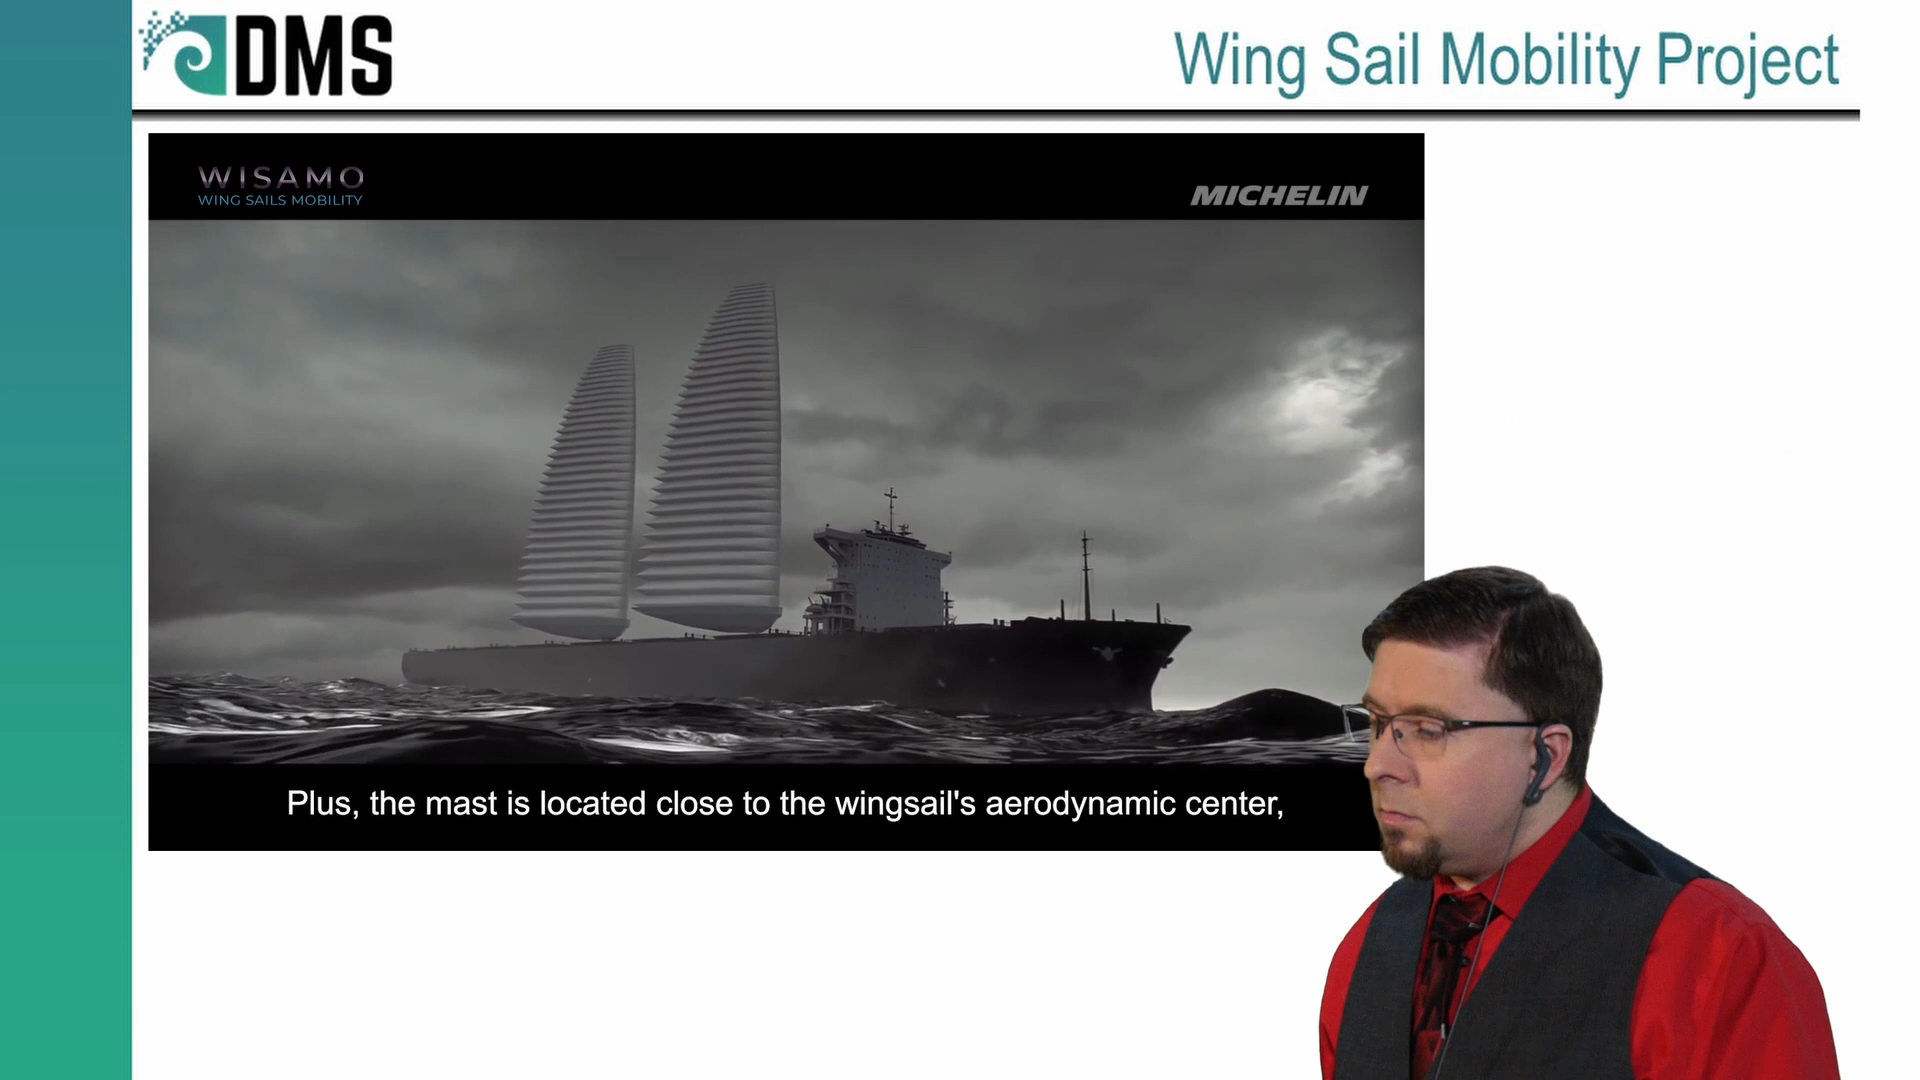 DMS
Wing Sail Mobility Project
WISAMO
WING SAILS MOBILITY
MICHELIN
Plus, the mast is located close to the wingsail's aerodynamic center,